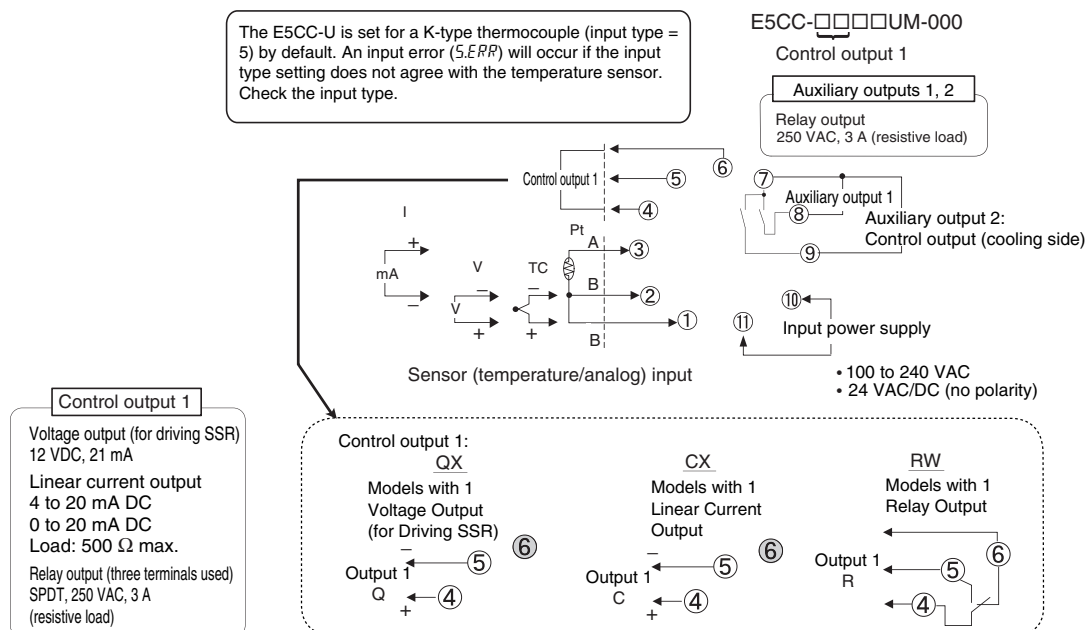 The E5CC-U is set for a K-type thermocouple (input type =
5) by default. An input error (S.ERR) will occur if the input
type setting does not agree with the temperature sensor.
Check the input type.
E5CC-□□□□UM-000
Control output 1
Auxiliary outputs 1, 2
Relay output
250 VAC, 3 A (resistive load)
Control output 1
⑥
⑤
④
⑦
Auxiliary output 1
⑧
Auxiliary output 2:
Control output (cooling side)
⑨
I
+
mA
−
V
−
V
+
TC
−
+
Pt
A
③
B
②
①
B
⑩
⑪
Input power supply
• 100 to 240 VAC
• 24 VAC/DC (no polarity)
Sensor (temperature/analog) input
Control output 1
Voltage output (for driving SSR)
12 VDC, 21 mA
Linear current output
4 to 20 mA DC
0 to 20 mA DC
Load: 500 Ω max.
Relay output (three terminals used)
SPDT, 250 VAC, 3 A
(resistive load)
Control output 1:
QX
Models with 1
Voltage Output
(for Driving SSR)
⑥
−
⑤
Output 1
Q
④
+
CX
Models with 1
Linear Current
Output
⑥
−
⑤
Output 1
C
④
+
RW
Models with 1
Relay Output
⑥
Output 1
R
⑤
④